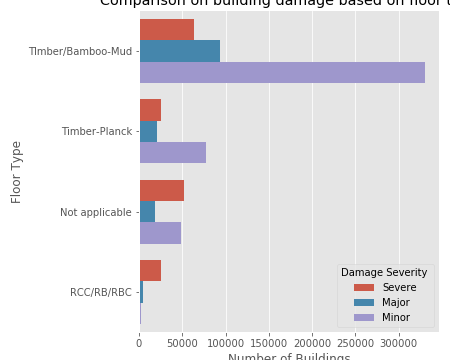 Comparison on building damage based on floor
TImber/Bamboo-Mud
Timber-Planck
Not applicable
RCC/RB/RBC
Floor Type
Damage Severity
Severe
Major
Minor
0 50000 100000 150000 200000 250000 300000
Number of Buildings